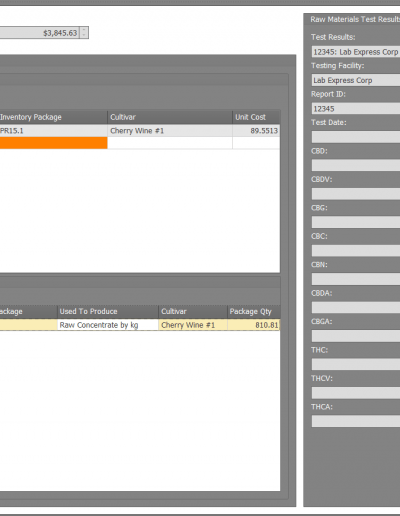 $3,845.63
Inventory Package Cultivar Unit Cost
PR15.1 Cherry Wine #1 89.5513
Package Used To Produce Cultivar Package Qty
Raw Concentrate by kg Cherry Wine #1 810.81
Raw Materials Test Results
Test Results:
12345: Lab Express Corp
Testing Facility:
Lab Express Corp
Report ID:
12345
Test Date:
CBD:
CBDV:
CBG:
CBC:
CBN:
CBDA:
CBGA:
THC:
THCV:
THCA: